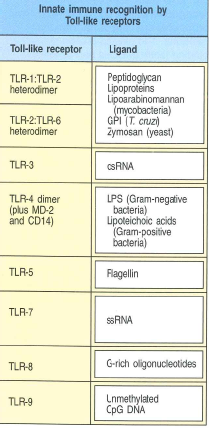 Innate immune recognition by
Toll-like receptors
Toll-like receptor Ligand
TLR-1:TLR-2
heterodimer
TLR-2:TLR-6
heterodimer
Peptidoglycan
Lipoproteins
Lipoarabinomannan
(mycobacteria)
GPI (T. cruzi)
Zymosan (yeast)
TLR-3
csRNA
TLR-4 dimer
(plus MD-2
and CD14)
LPS (Gram-negative
bacteria)
Lipoteichoic acids
(Gram-positive
bacteria)
TLR-5
Flagellin
TLR-7
ssRNA
TLR-8
G-rich oligonucleotides
TLR-9
Unmethylated
CpG DNA